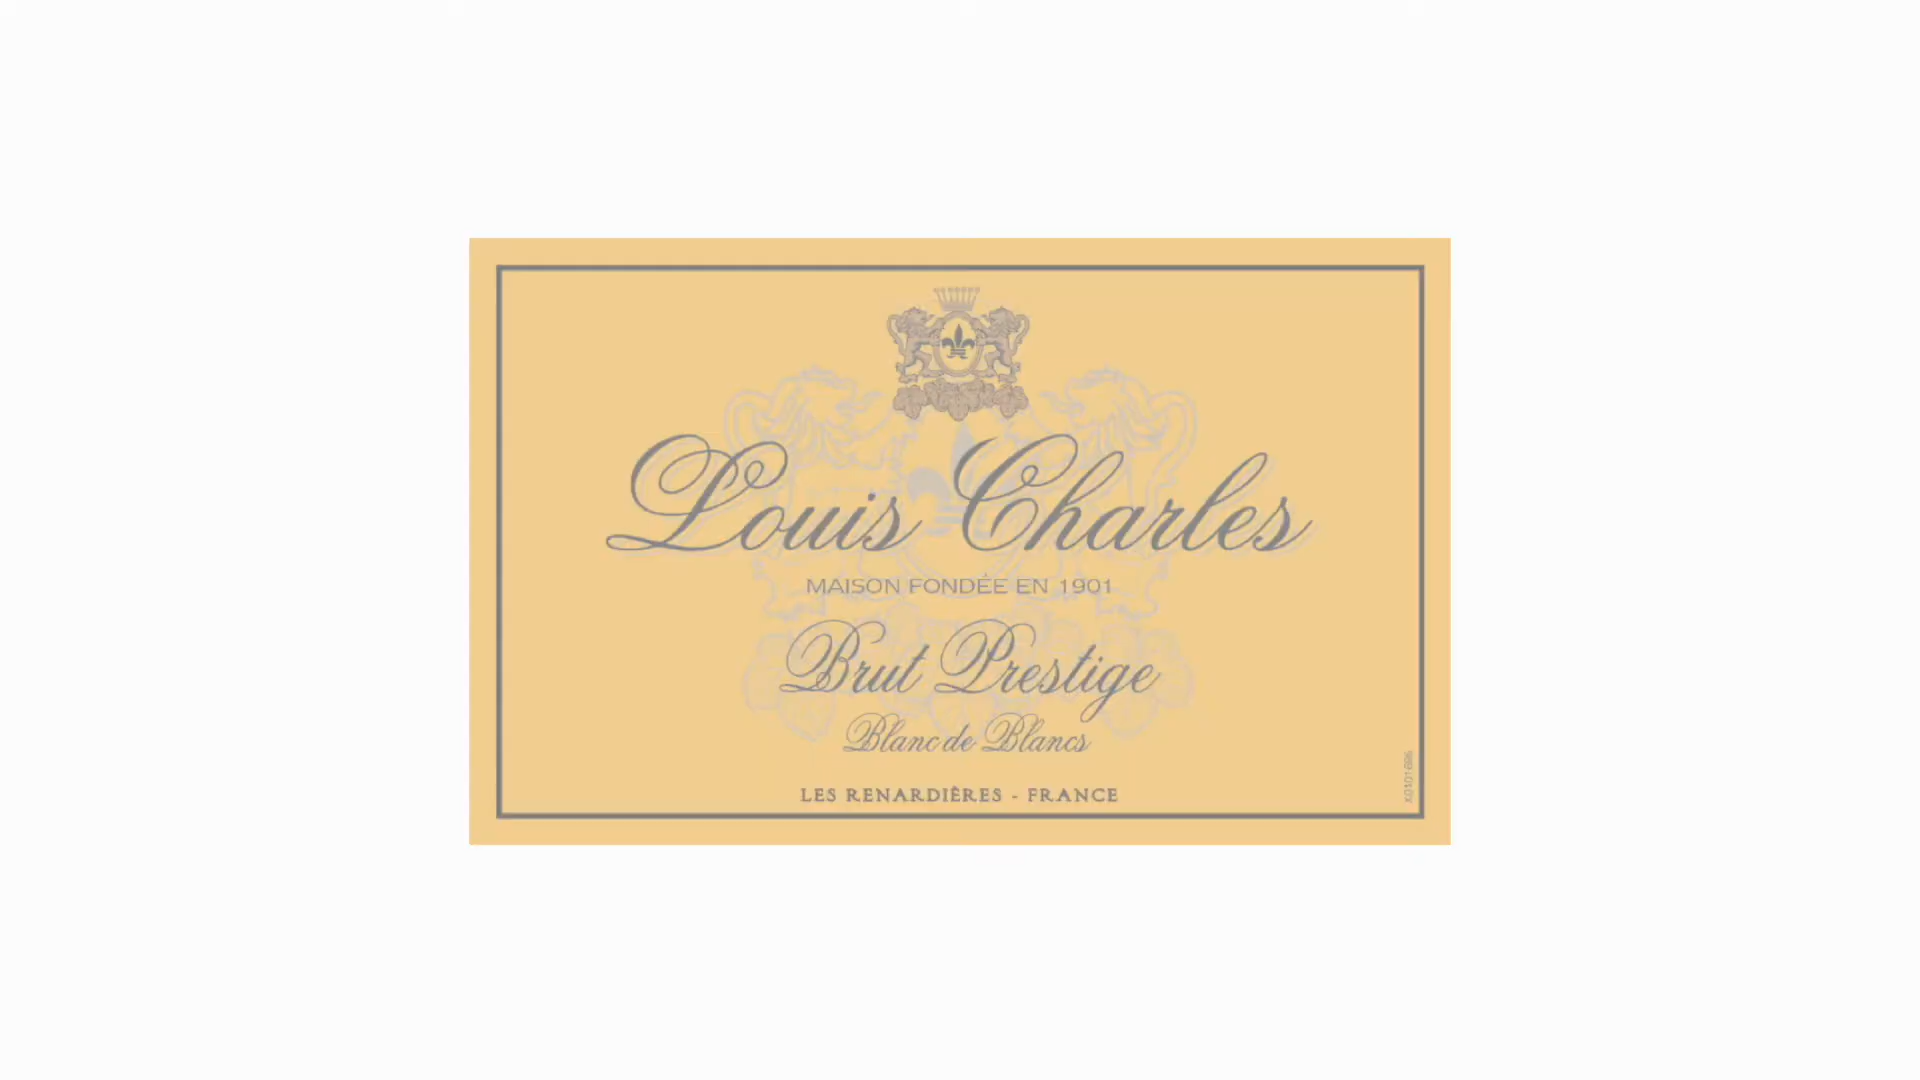 Louis Charles
MAISON FONDÉE EN 1901
Brut Prestige
Blanc de Blancs
LES RENARDIÈRES - FRANCE